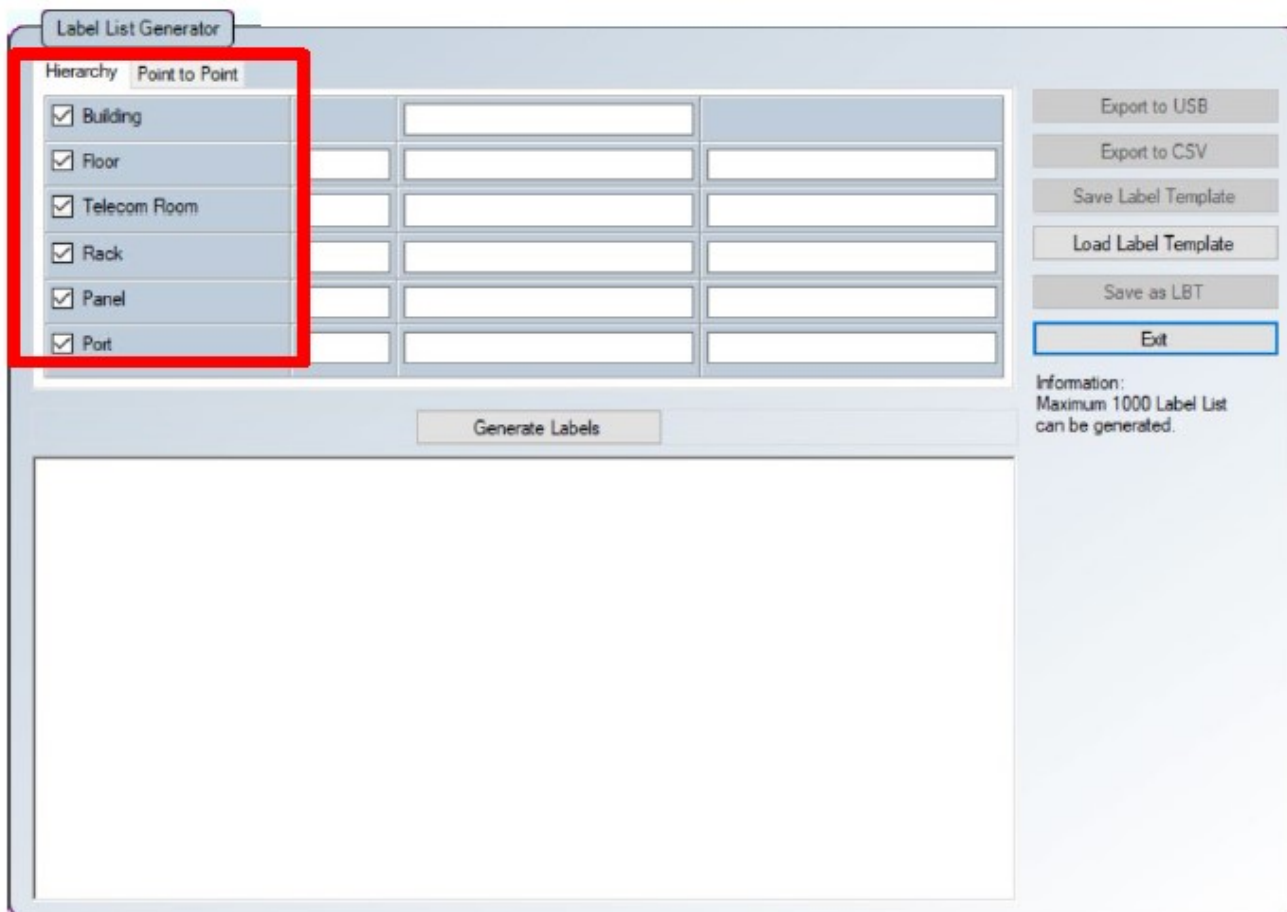 Label List Generator
Hierarchy Point to Point
Building
Floor
Telecom Room
Rack
Panel
Port
Export to USB
Export to CSV
Save Label Template
Load Label Template
Save as LBT
Exit
Information:
Maximum 1000 Label List
can be generated.
Generate Labels